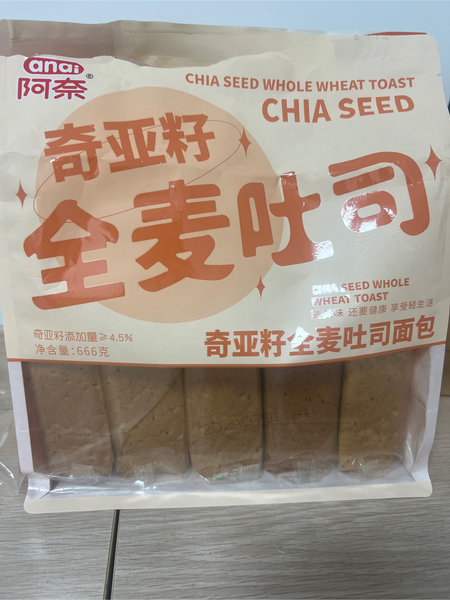 anai
阿奈®
CHIA SEED WHOLE WHEAT TOAST
CHIA SEED
奇亚籽
全麦吐司
CHIA SEED WHOLE
WHEAT TOAST
味 还要健康 享受轻生活
奇亚籽添加量≥4.5%
净含量:666克
奇亚籽全麦吐司面包